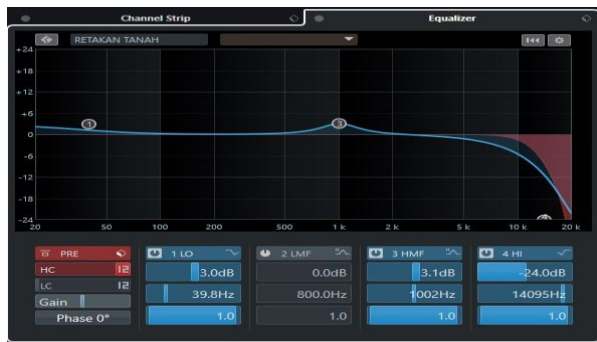 Channel Strip
Equalizer
RETAKAN TANAH
+24
+18
+12
+6
0
-6
-12
-18
-24
1
3
20 50 100 200 500 1 k 2 k 5 k 10 k 20 k
PRE
1 LO
2 LMF
3 HMF
4 HI
HC 12
3.0dB
0.0dB
3.1dB
-24.0dB
LC 12
39.8Hz
800.0Hz
1002Hz
14095Hz
Gain
1.0
1.0
1.0
1.0
Phase 0°